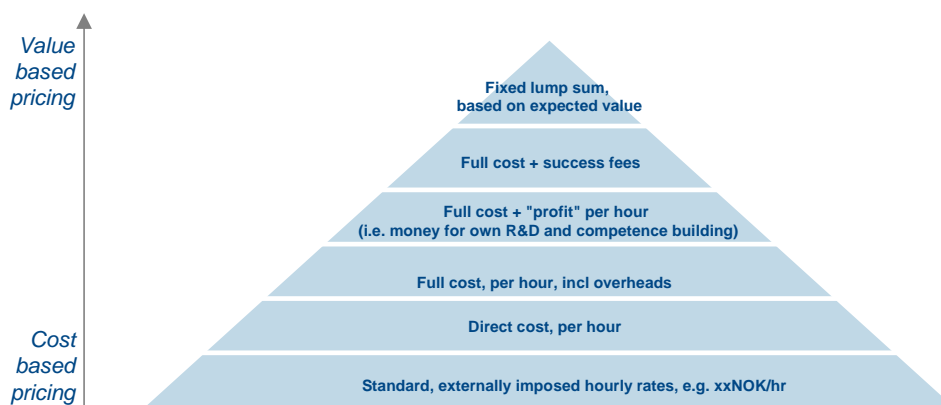 Value
based
pricing
Fixed lump sum,
based on expected value
Full cost + success fees
Full cost + "profit" per hour
(i.e. money for own R&D and competence building)
Full cost, per hour, incl overheads
Direct cost, per hour
Cost
based
pricing
Standard, externally imposed hourly rates, e.g. xxNOK/hr